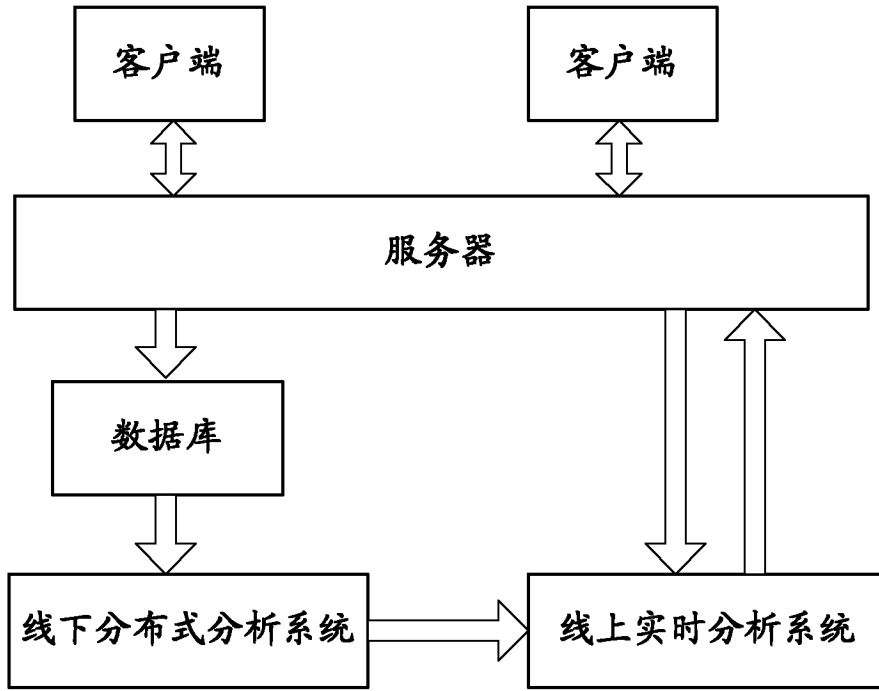 客户端
客户端
服务器
数据库
线下分布式分析系统
线上实时分析系统